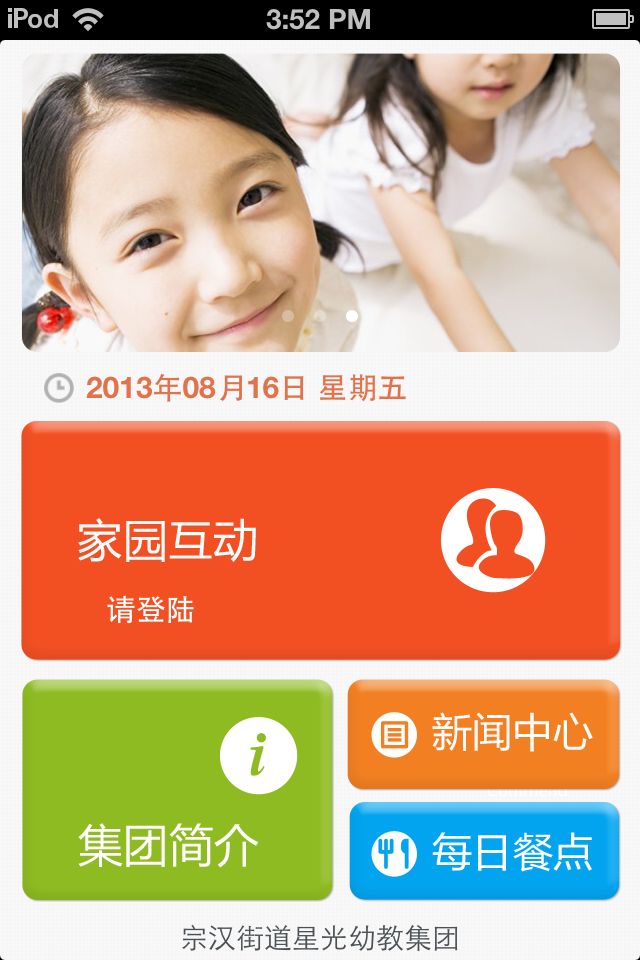 iPod
3:52 PM
2013年08月16日 星期五
家园互动
请登陆
i
集团简介
新闻中心
每日餐点
宗汉街道星光幼教集团